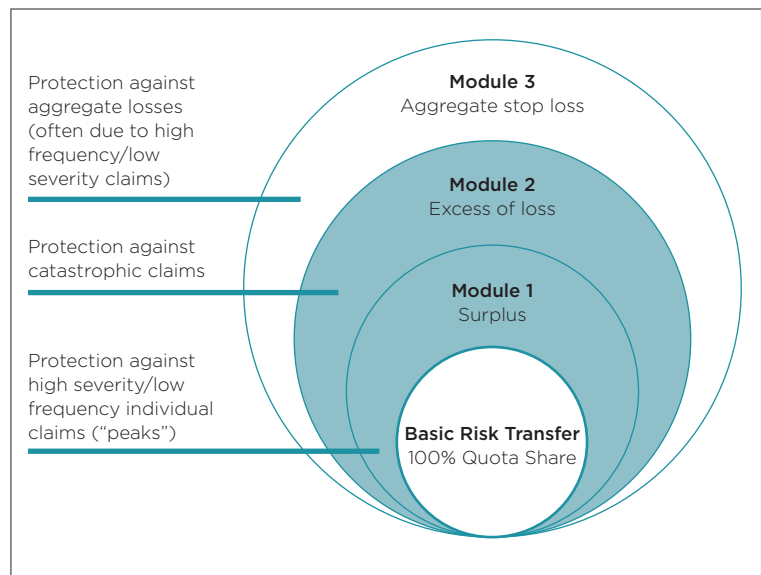 Protection against
aggregate losses
(often due to high
frequency/low
severity claims)
Protection against
catastrophic claims
Protection against
high severity/low
frequency individual
claims (“peaks”)
Module 3
Aggregate stop loss
Module 2
Excess of loss
Module 1
Surplus
Basic Risk Transfer
100% Quota Share